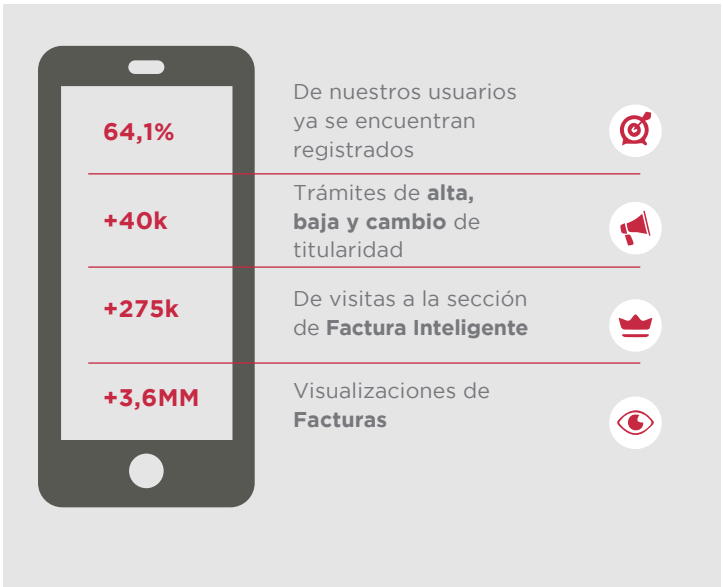 64,1%
De nuestros usuarios
ya se encuentran
registrados
+40k
Trámites de alta,
baja y cambio de
titularidad
+275k
De visitas a la sección
de Factura Inteligente
+3,6MM
Visualizaciones de
Facturas